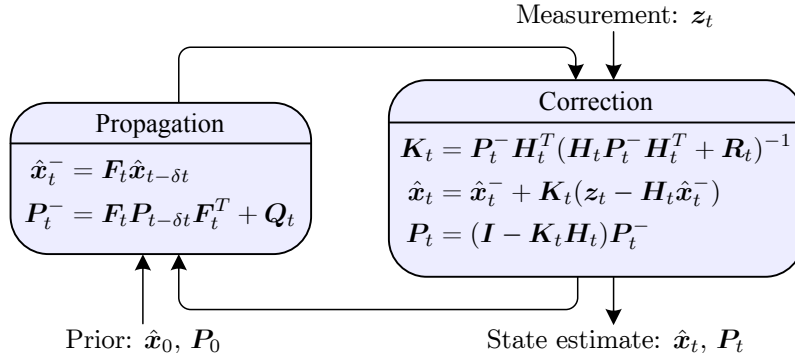 Measurement: z_t
Propagation
x̂_t^- = F_t x̂_{t-δt}
P_t^- = F_t P_{t-δt} F_t^T + Q_t
Correction
K_t = P_t^- H_t^T (H_t P_t^- H_t^T + R_t)^{-1}
x̂_t = x̂_t^- + K_t(z_t - H_t x̂_t^-)
P_t = (I - K_t H_t)P_t^-
Prior: x̂_0, P_0
State estimate: x̂_t, P_t